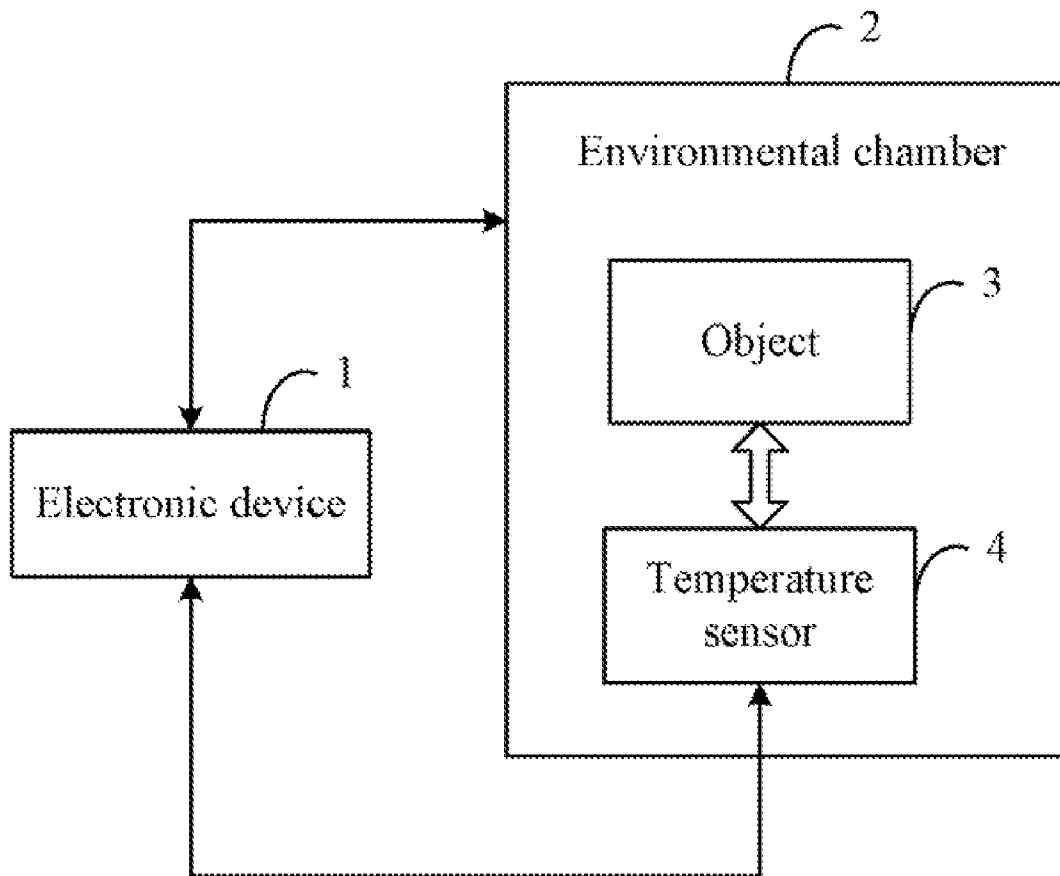 2
Environmental chamber
3
Object
1
Electronic device
4
Temperature
sensor